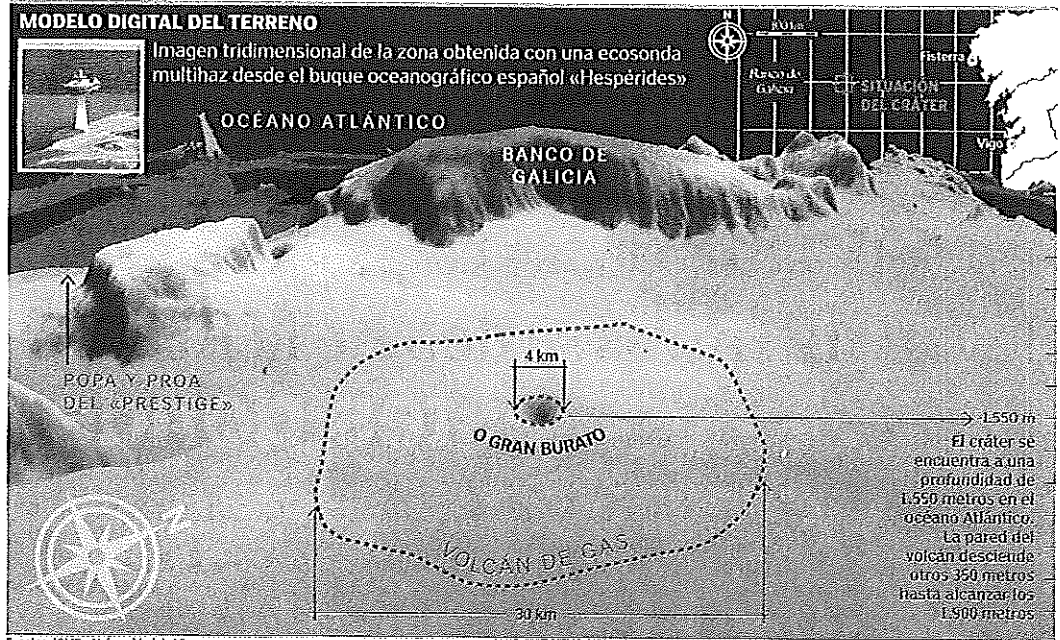 MODELO DIGITAL DEL TERRENO
Imagen tridimensional de la zona obtenida con una ecosonda
multihaz desde el buque oceanográfico español «Hespérides»
OCÉANO ATLÁNTICO
BANCO DE
GALICIA
N
Fisterra
Banco de
Galicia
SITUACIÓN
DEL CRÁTER
Vigo
POPA Y PROA
DEL «PRESTIGE»
4 km
O GRAN BURATO
VOLCÁN DE GAS
30 km
N
1.550 m
El cráter se
encuentra a una
profundidad de
1.550 metros en el
océano Atlántico.
La pared del
volcán desciende
otros 350 metros
hasta alcanzar los
1.900 metros